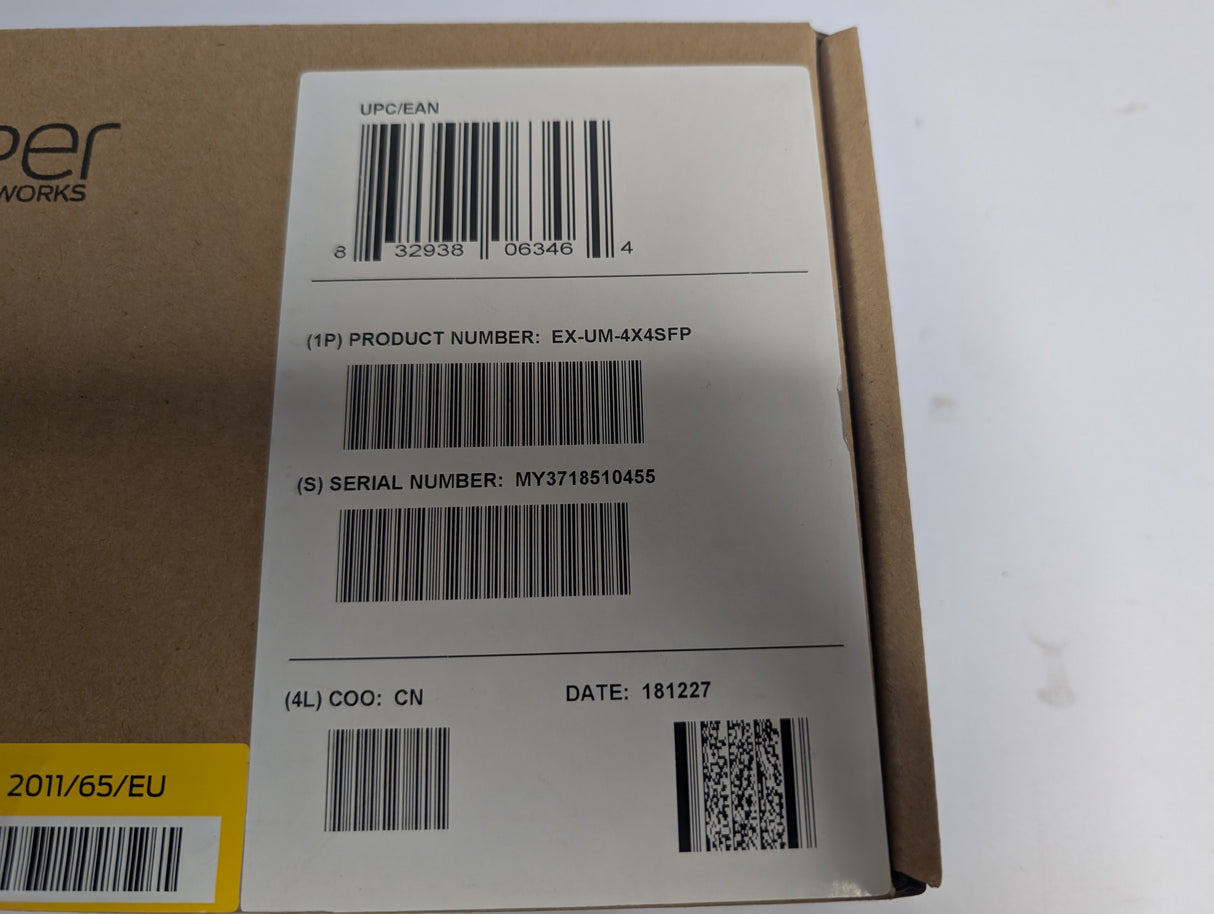 per
WORKS
UPC/EAN
8 32938 06346 4
(1P) PRODUCT NUMBER: EX-UM-4X4SFP
(S) SERIAL NUMBER: MY3718510455
(4L) COO: CN
DATE: 181227
2011/65/EU